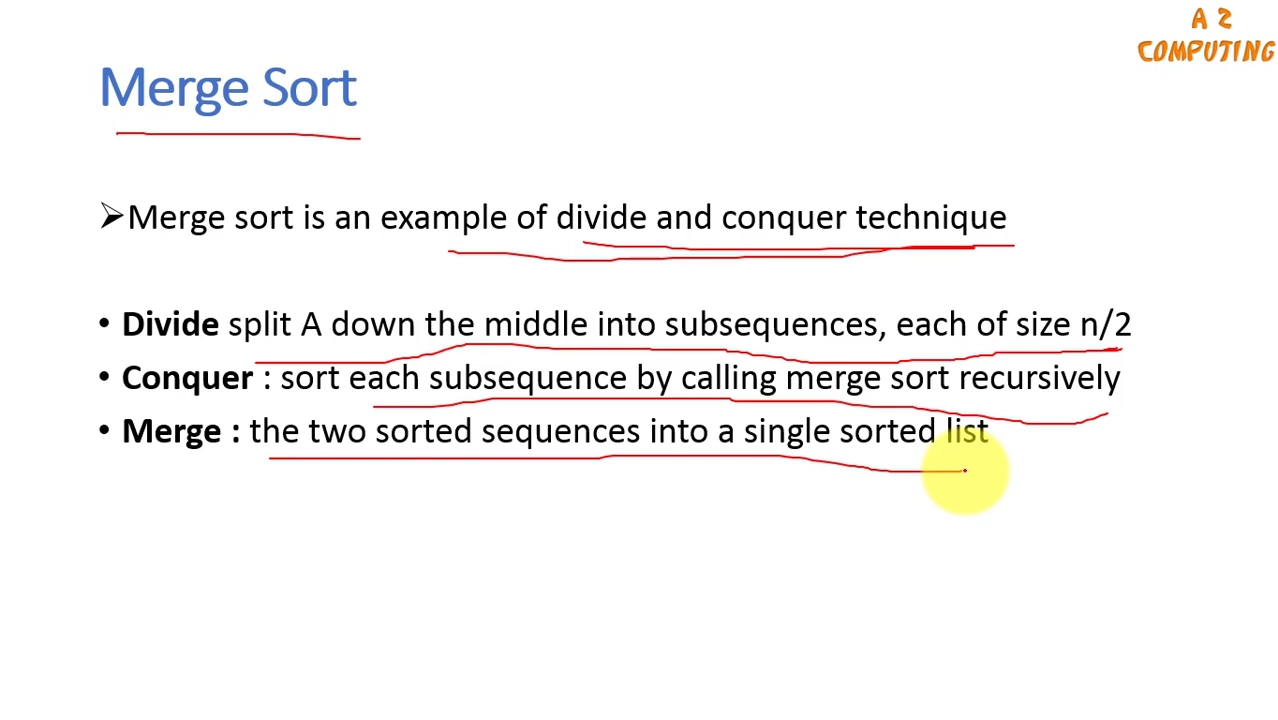 A 2
COMPUTING
Merge Sort
➢Merge sort is an example of divide and conquer technique
• Divide split A down the middle into subsequences, each of size n/2
• Conquer : sort each subsequence by calling merge sort recursively
• Merge : the two sorted sequences into a single sorted list